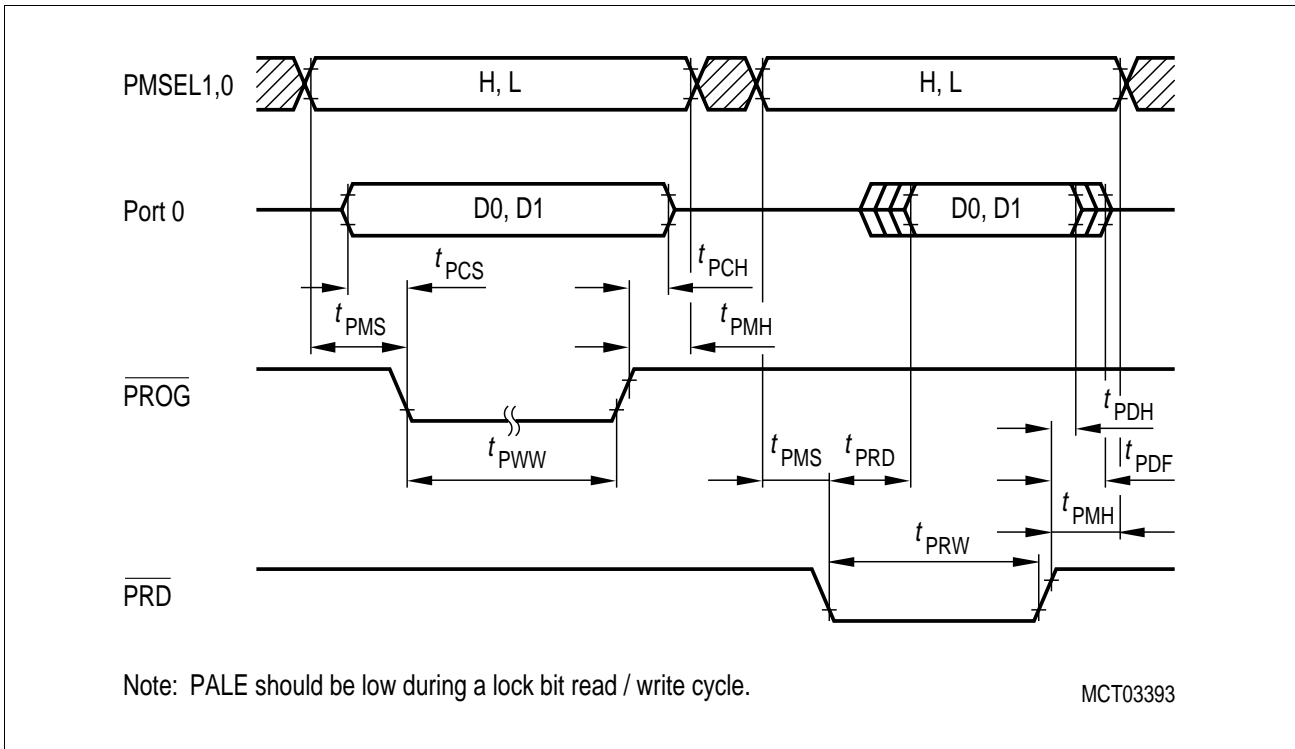 PMSEL1,0
H, L
H, L
Port 0
D0, D1
D0, D1
tPCS
tPCH
tPMS
tPMH
PROG
tPDH
tPWW
tPMS
tPRD
tPDF
tPMH
tPRW
PRD
Note: PALE should be low during a lock bit read / write cycle.
MCT03393